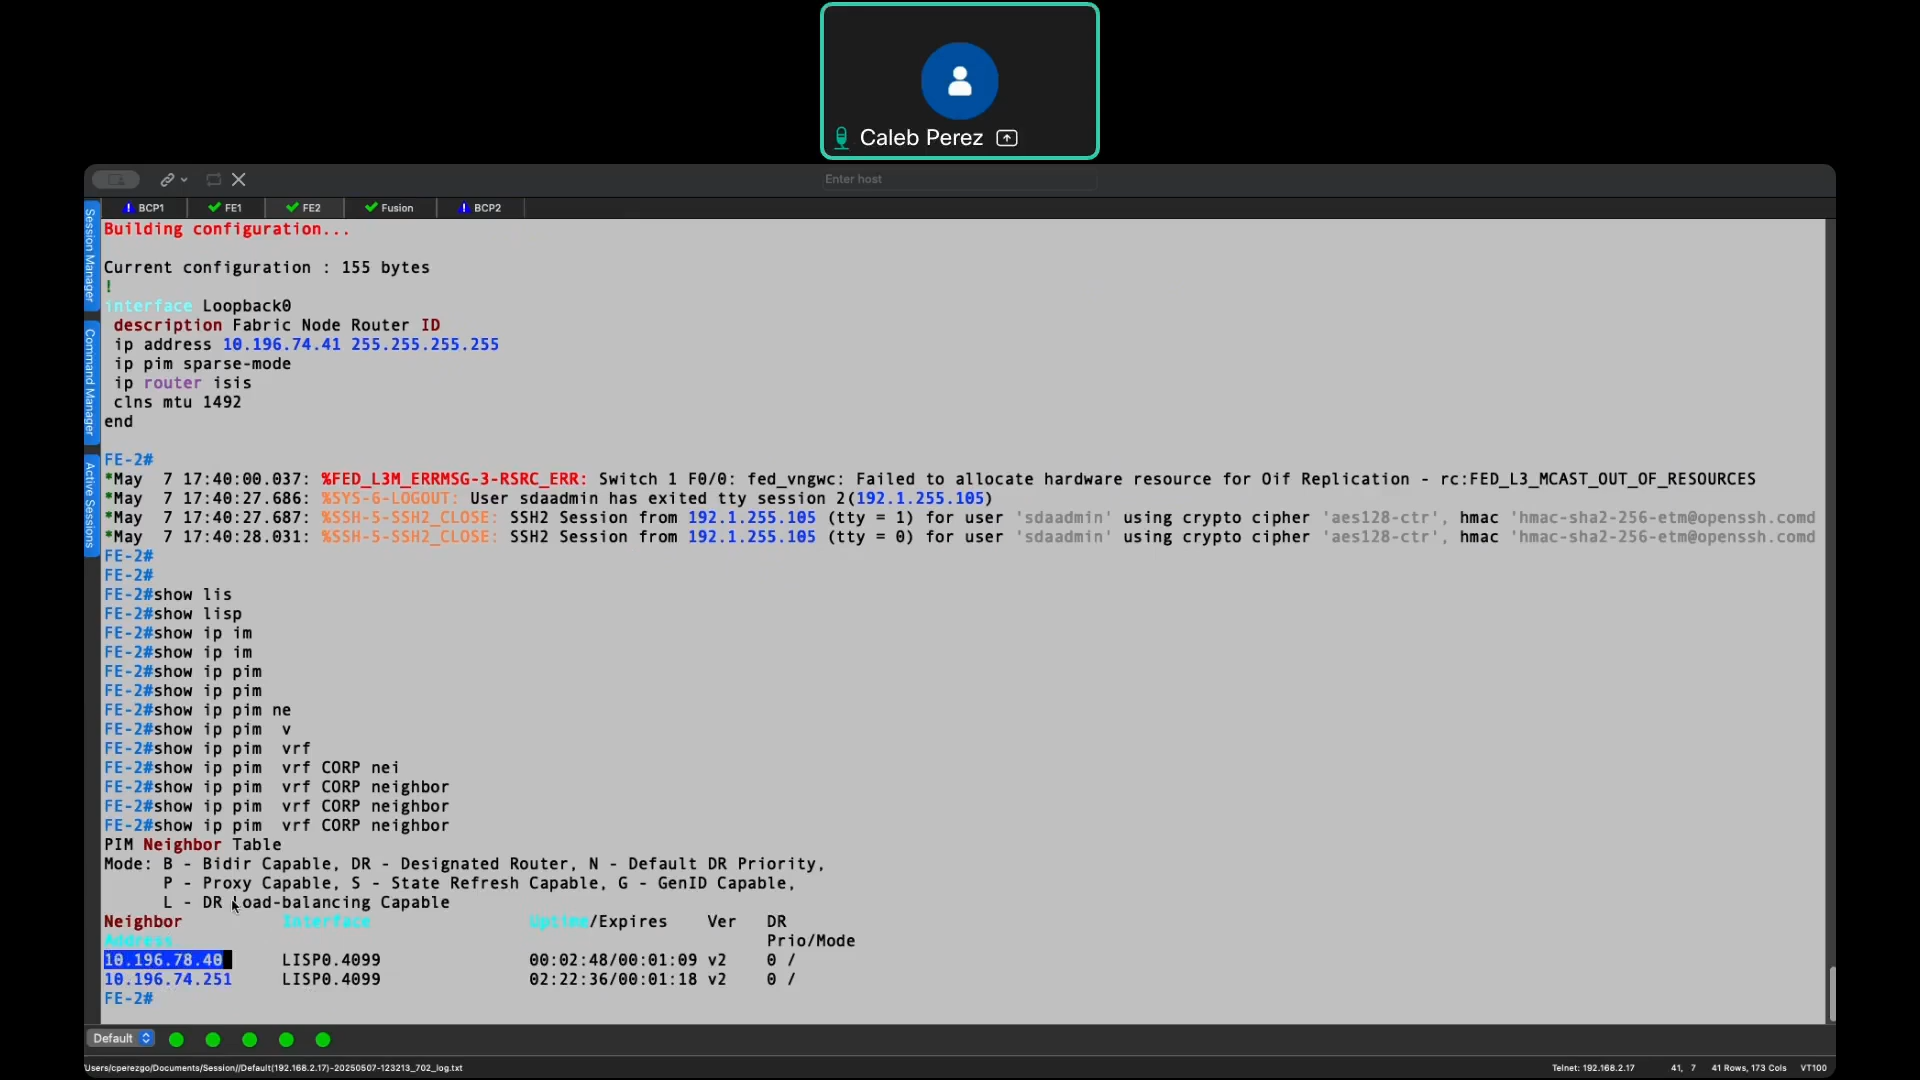 Caleb Perez
Enter host
BCP1 FE1 FE2 Fusion BCP2
Session Manager
Command Manager
Active Sessions
Building configuration...
Current configuration : 155 bytes
!
interface Loopback0
description Fabric Node Router ID
ip address 10.196.74.41 255.255.255.255
ip pim sparse-mode
ip router isis
clns mtu 1492
end
FE-2#
*May  7 17:40:00.037: %FED_L3M_ERRMSG-3-RSRC_ERR: Switch 1 F0/0: fed_vngwc: Failed to allocate hardware resource for Oif Replication - rc:FED_L3_MCAST_OUT_OF_RESOURCES
*May  7 17:40:27.686: %SYS-6-LOGOUT: User sdaadmin has exited tty session 2(192.1.255.105)
*May  7 17:40:27.687: %SSH-5-SSH2_CLOSE: SSH2 Session from 192.1.255.105 (tty = 1) for user 'sdaadmin' using crypto cipher 'aes128-ctr', hmac 'hmac-sha2-256-etm@openssh.comd
*May  7 17:40:28.031: %SSH-5-SSH2_CLOSE: SSH2 Session from 192.1.255.105 (tty = 0) for user 'sdaadmin' using crypto cipher 'aes128-ctr', hmac 'hmac-sha2-256-etm@openssh.comd
FE-2#
FE-2#
FE-2#show lis
FE-2#show lisp
FE-2#show ip im
FE-2#show ip im
FE-2#show ip pim
FE-2#show ip pim
FE-2#show ip pim ne
FE-2#show ip pim  v
FE-2#show ip pim  vrf
FE-2#show ip pim  vrf CORP nei
FE-2#show ip pim  vrf CORP neighbor
FE-2#show ip pim  vrf CORP neighbor
FE-2#show ip pim  vrf CORP neighbor
PIM Neighbor Table
Mode: B - Bidir Capable, DR - Designated Router, N - Default DR Priority,
P - Proxy Capable, S - State Refresh Capable, G - GenID Capable,
L - DR Load-balancing Capable
Neighbor Interface Uptime/Expires Ver DR
Address Prio/Mode
10.196.78.40 LISP0.4099 00:02:48/00:01:09 v2 0 /
10.196.74.251 LISP0.4099 02:22:36/00:01:18 v2 0 /
FE-2#
Default
/Users/cperezgo/Documents/Session//Default(192.168.2.17)-20250507-123213_702_log.txt Telnet: 192.168.2.17 41, 7 41 Rows, 173 Cols VT100